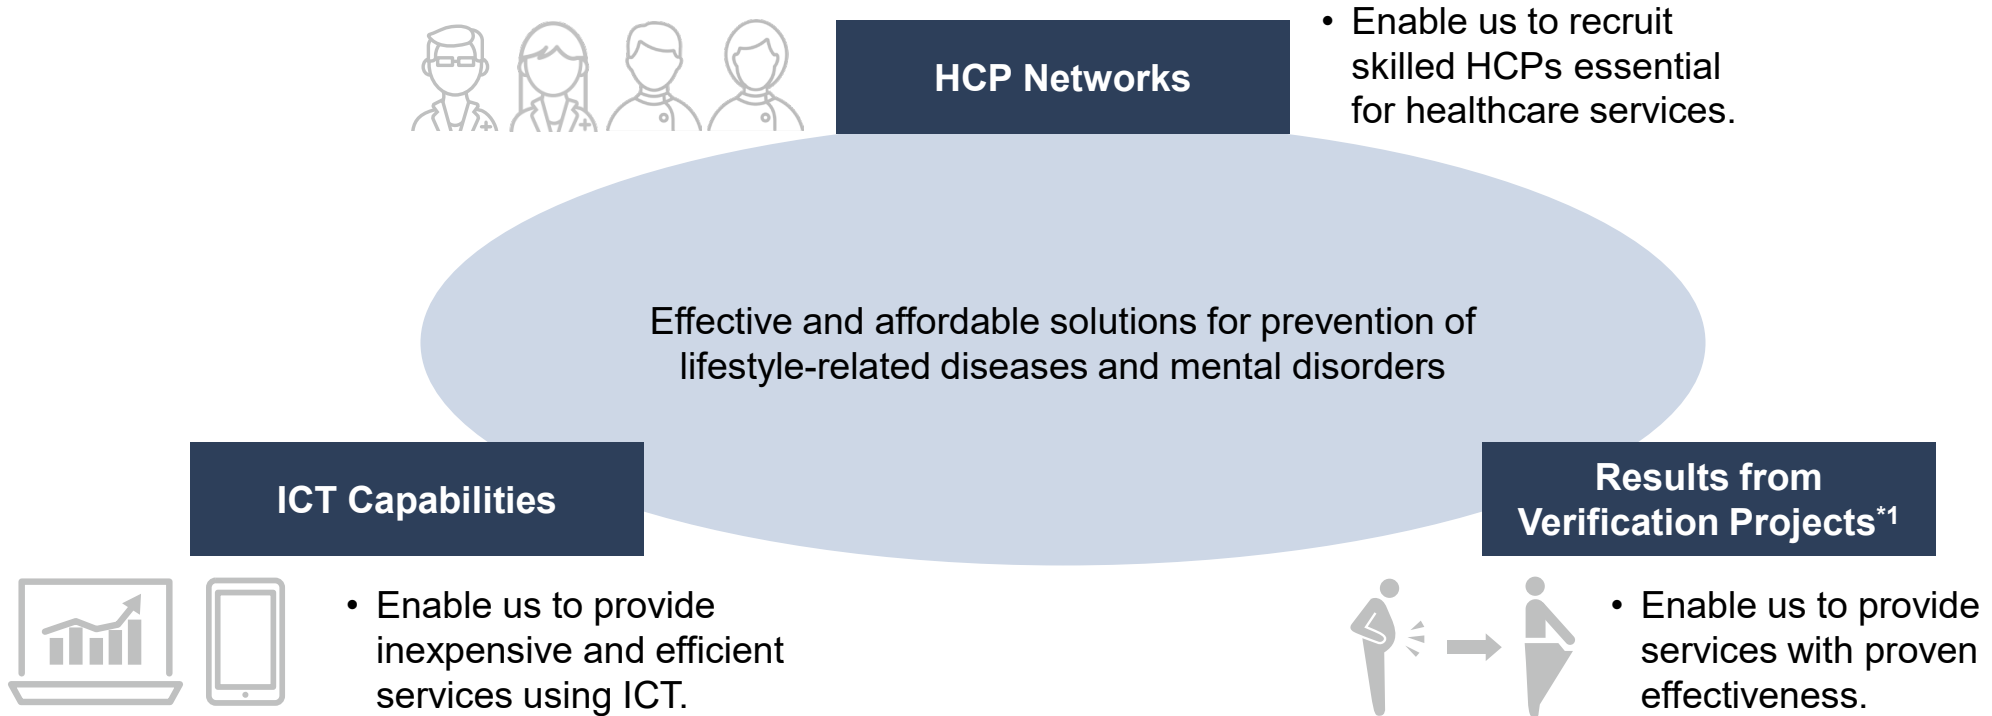 HCP Networks
• Enable us to recruit
skilled HCPs essential
for healthcare services.
Effective and affordable solutions for prevention of
lifestyle-related diseases and mental disorders
ICT Capabilities
• Enable us to provide
inexpensive and efficient
services using ICT.
Results from
Verification Projects*1
• Enable us to provide
services with proven
effectiveness.